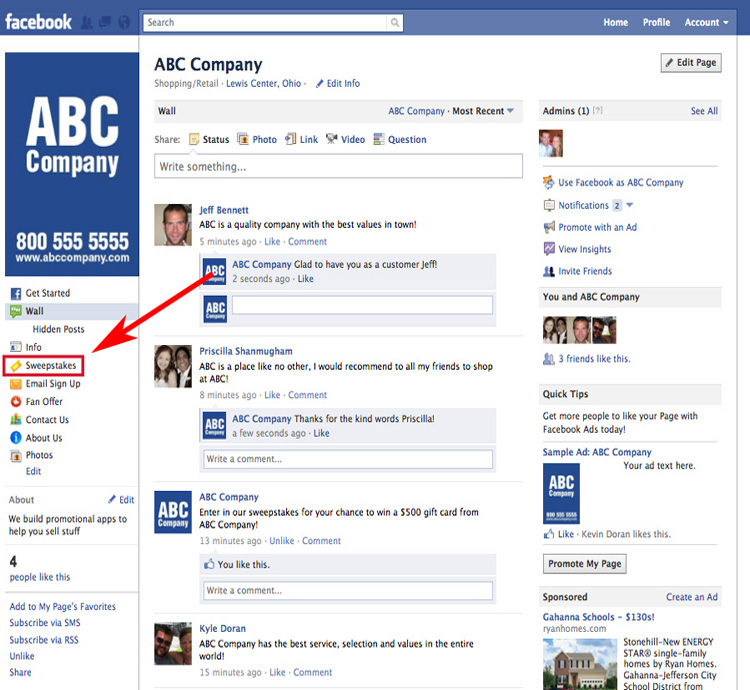 facebook
Search
Home Profile Account
ABC
Company
800 555 5555
www.abccompany.com
Get Started
Wall
Hidden Posts
Info
Sweepstakes
Email Sign Up
Fan Offer
Contact Us
About Us
Photos
Edit
About Edit
We build promotional apps to
help you sell stuff
4
people like this
Add to My Page's Favorites
Subscribe via SMS
Subscribe via RSS
Unlike
Share
ABC Company
Shopping/Retail · Lewis Center, Ohio · Edit Info
Edit Page
Wall ABC Company · Most Recent
Share: Status Photo Link Video Question
Write something...
Jeff Bennett
ABC is a quality company with the best values in town!
5 minutes ago · Like · Comment
ABC
ABC Company Glad to have you as a customer Jeff!
2 seconds ago · Like
ABC
Company
Priscilla Shanmugham
ABC is a place like no other, I would recommend to all my friends to shop
at ABC!
8 minutes ago · Like · Comment
ABC
Company
ABC Company Thanks for the kind words Priscilla!
a few seconds ago · Like
Write a comment...
ABC
Company
ABC Company
Enter in our sweepstakes for your chance to win a $500 gift card from
ABC Company!
13 minutes ago · Unlike · Comment
You like this.
Write a comment...
Kyle Doran
ABC Company has the best service, selection and values in the entire
world!
15 minutes ago · Like · Comment
Admins (1) [?] See All
Use Facebook as ABC Company
Notifications 2
Promote with an Ad
View Insights
Invite Friends
You and ABC Company
3 friends like this.
Quick Tips
Get more people to like your Page with
Facebook Ads today!
Sample Ad: ABC Company
ABC
Company
800 555 5555
Your ad text here.
Like · Kevin Doran likes this.
Promote My Page
Sponsored Create an Ad
Gahanna Schools - $130s!
ryanhomes.com
Stonehill-New ENERGY
STAR® single-family
homes by Ryan Homes.
Gahanna-Jefferson City
School District from